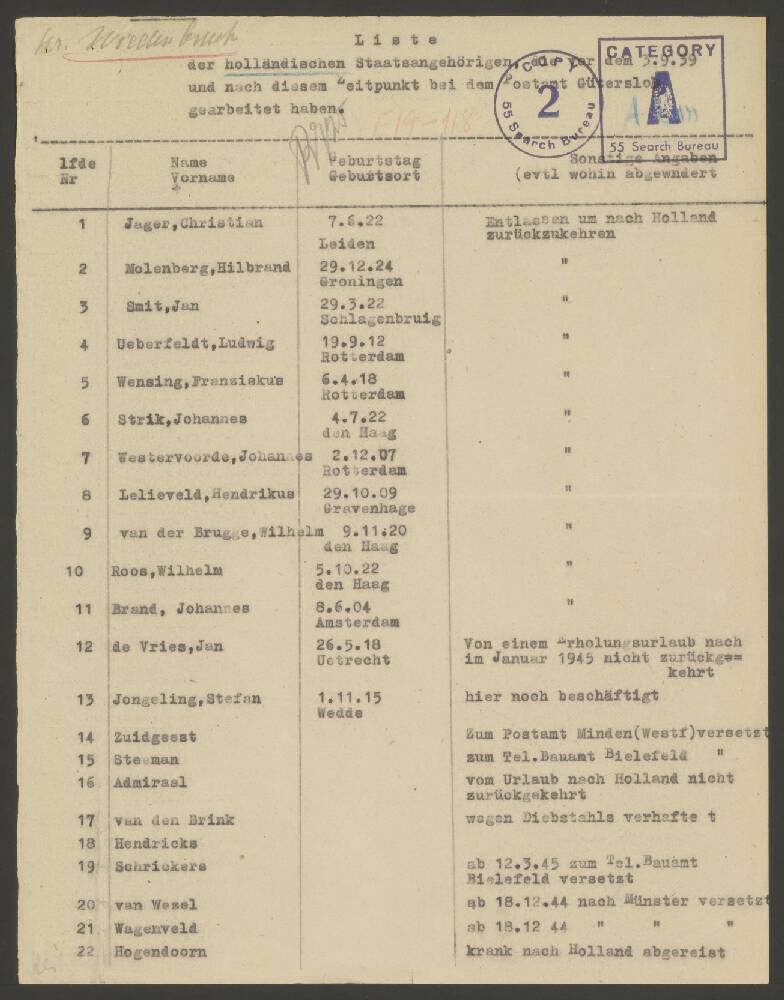 Kr. Wiedenbrück
Liste
der holländischen Staatsangehörigen, die vor dem 3.9.39
und nach diesem Zeitpunkt bei dem Postamt Gütersloh
gearbeitet haben.
COPY
2
55 Search Bureau
CATEGORY
A
55 Search Bureau
lfde Nr
Name Vorname
Geburtstag Geburtsort
Sonstige Angaben
(evtl wohin abgewndert
1 Jager,Christian 7.6.22 Entlassen um nach Holland
Leiden zurückzukehren
2 Molenberg,Hilbrand 29.12.24 "
Groningen
3 Smit,Jan 29.3.22 "
Schlagenbruig
4 Ueberfeldt,Ludwig 19.9.12 "
Rotterdam
5 Wensing,Franziskus 6.4.18 "
Rotterdam
6 Strik,Johannes 4.7.22 "
den Haag
7 Westervoorde,Johannes 2.12.07 "
Rotterdam
8 Lelieveld,Hendrikus 29.10.09 "
Gravenhage
9 van der Brugge,Wilhelm 9.11.20 "
den Haag
10 Roos,Wilhelm 5.10.22 "
den Haag
11 Brand, Johannes 8.6.04 "
Amsterdam
12 de Vries,Jan 26.5.18 Von einem Erholungsurlaub nach
Uetrecht im Januar 1945 nicht zurückge=
kehrt
13 Jongeling,Stefan 1.11.15 hier noch beschäftigt
Wedde
14 Zuidgeest Zum Postamt Minden(Westf)versetzt
15 Steeman zum Tel.Bauamt Bielefeld "
16 Admiraal vom Urlaub nach Holland nicht
zurückgekehrt
17 van den Brink wegen Diebstahls verhafte t
18 Hendricks
19 Schrickers ab 12.3.45 zum Tel.Bauamt
Bielefeld versetzt
20 van Wezel ab 18.12.44 nach Münster versetzt
21 Wagenveld ab 18.12 44 " " "
22 Hogendoorn krank nach Holland abgereist